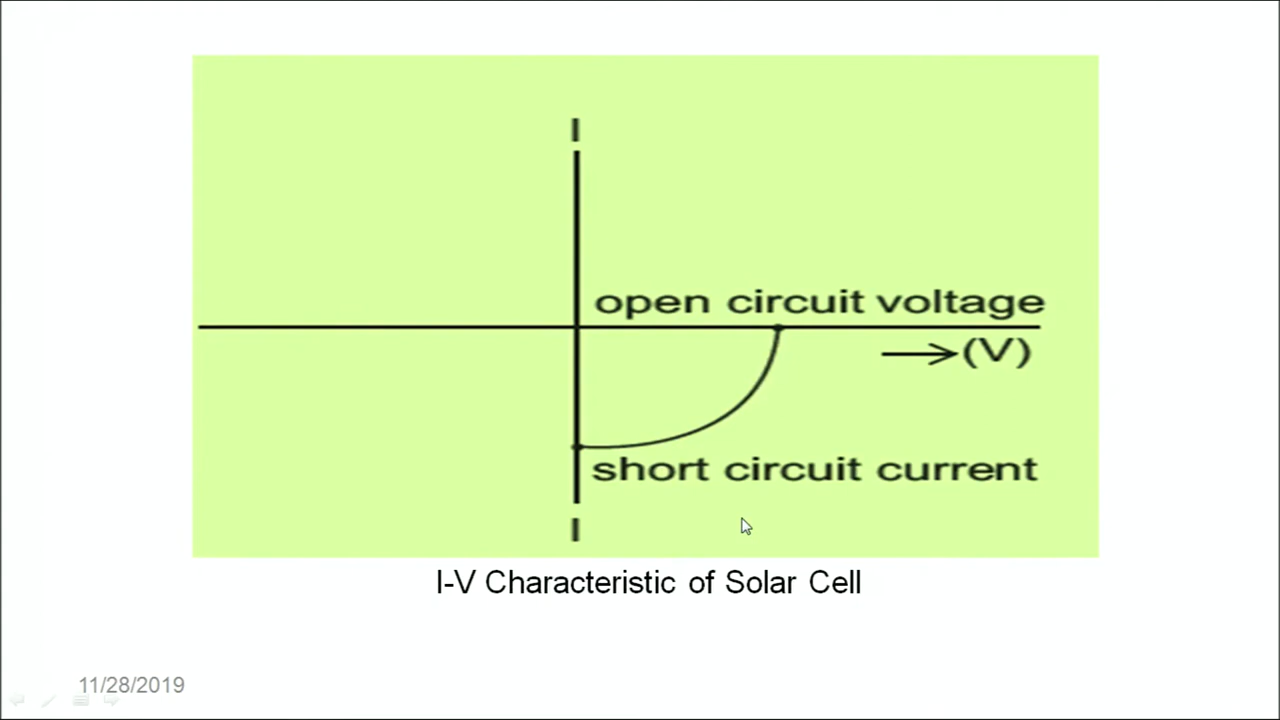 I
open circuit voltage
(V)
short circuit current
I
I-V Characteristic of Solar Cell
11/28/2019